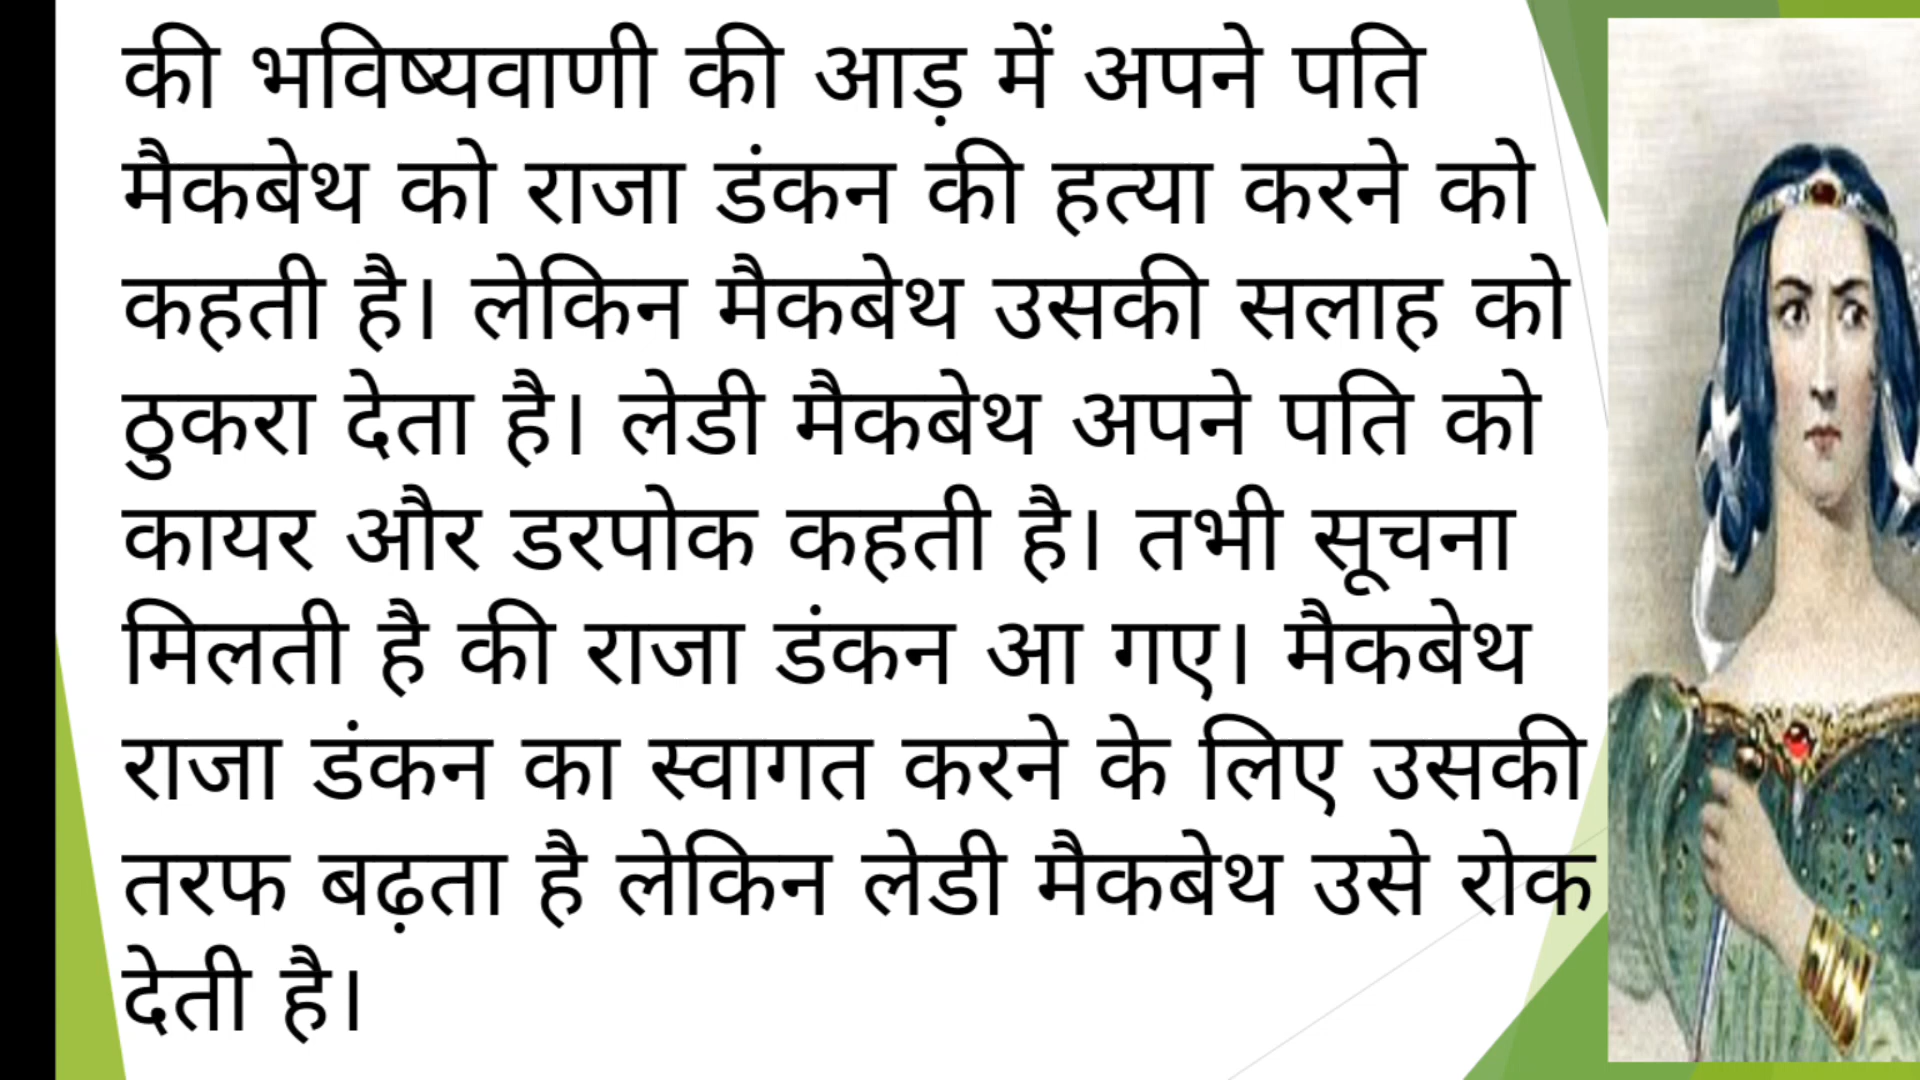 की भविष्यवाणी की आड़ में अपने पति
मैकबेथ को राजा डंकन की हत्या करने को
कहती है। लेकिन मैकबेथ उसकी सलाह को
ठुकरा देता है। लेडी मैकबेथ अपने पति को
कायर और डरपोक कहती है। तभी सूचना
मिलती है की राजा डंकन आ गए। मैकबेथ
राजा डंकन का स्वागत करने के लिए उसकी
तरफ बढ़ता है लेकिन लेडी मैकबेथ उसे रोक
देती है।